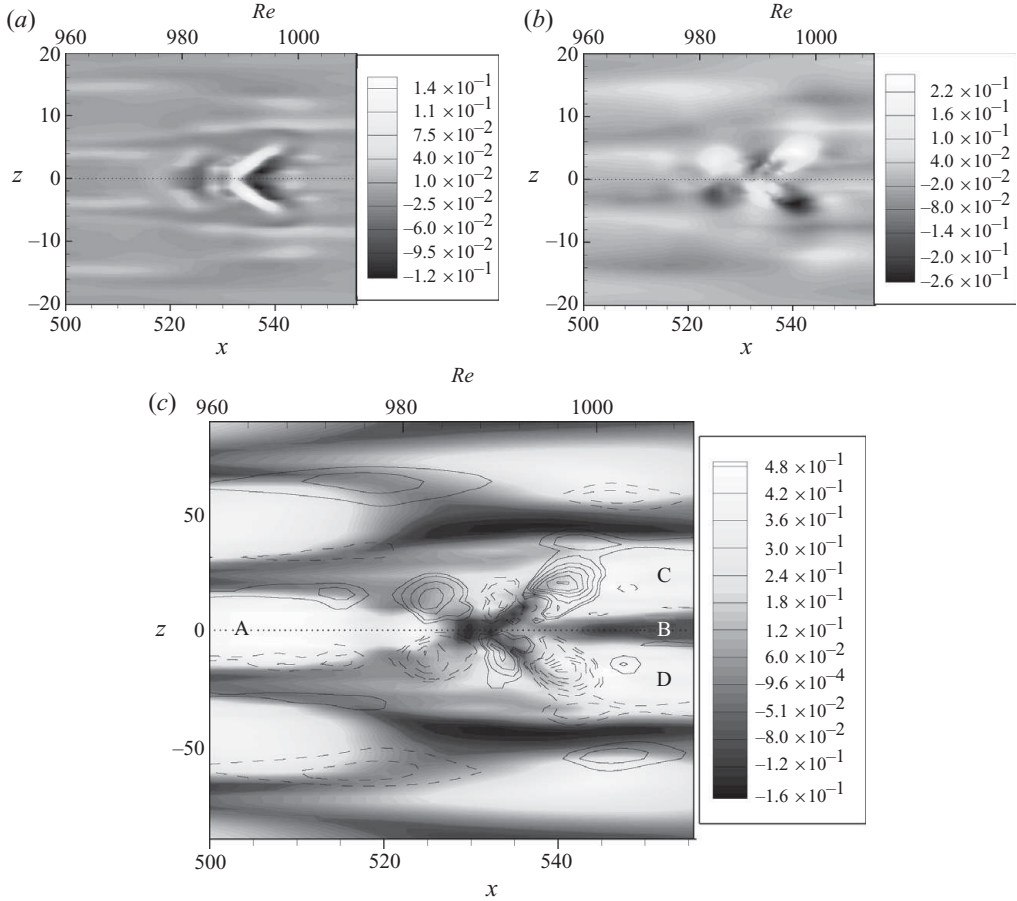 (a)
Re
960 980 1000
20
10
z 0
−10
−20
500 520 540
x
1.4 ×10−1
1.1 ×10−1
7.5 ×10−2
4.0 ×10−2
1.0 ×10−2
−2.5 ×10−2
−6.0 ×10−2
−9.5 ×10−2
−1.2 ×10−1
(b)
Re
960 980 1000
20
10
z 0
−10
−20
500 520 540
x
2.2 ×10−1
1.6 ×10−1
1.0 ×10−1
4.0 ×10−2
−2.0 ×10−2
−8.0 ×10−2
−1.4 ×10−1
−2.0 ×10−1
−2.6 ×10−1
(c)
Re
960 980 1000
50
z 0
−50
500 520 540
x
A
C
B
D
4.8 ×10−1
4.2 ×10−1
3.6 ×10−1
3.0 ×10−1
2.4 ×10−1
1.8 ×10−1
1.2 ×10−1
6.0 ×10−2
−9.6 ×10−4
−5.1 ×10−2
−8.0 ×10−2
−1.2 ×10−1
−1.6 ×10−1